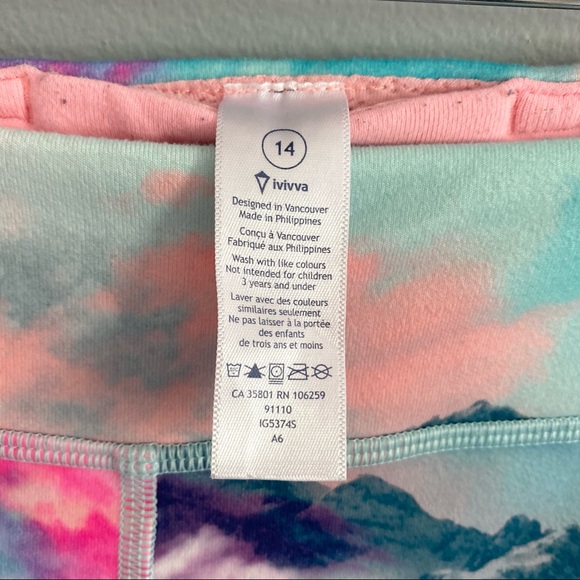 14
ivivva
Designed in Vancouver
Made in Philippines
Conçu à Vancouver
Fabriqué aux Philippines
Wash with like colours
Not intended for children
3 years and under
Laver avec des couleurs
similaires seulement
Ne pas laisser à la portée
des enfants
de trois ans et moins
CA 35801 RN 106259
91110
IG5374S
A6